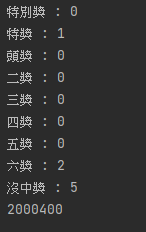 特別獎 : 0
特獎 : 1
頭獎 : 0
二獎 : 0
三獎 : 0
四獎 : 0
五獎 : 0
六獎 : 2
沒中獎 : 5
2000400